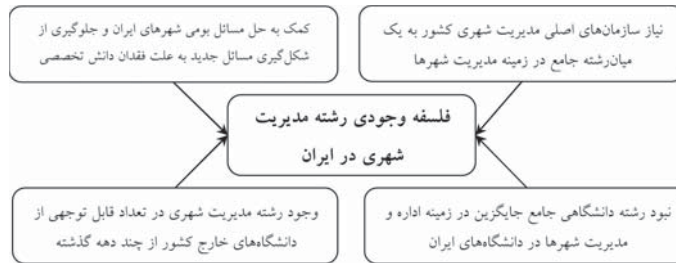 نیاز سازمان‌های اصلی مدیریت شهری کشور به یک
میان‌رشته جامع در زمینه مدیریت شهرها
کمک به حل مسائل بومی شهرهای ایران و جلوگیری از
شکل‌گیری مسائل جدید به علت فقدان دانش تخصصی
فلسفه وجودی رشته مدیریت
شهری در ایران
نبود رشته دانشگاهی جامع جایگزین در زمینه اداره و
مدیریت شهرها در دانشگاه‌های ایران
وجود رشته مدیریت شهری در تعداد قابل توجهی از
دانشگاه‌های خارج کشور از چند دهه گذشته